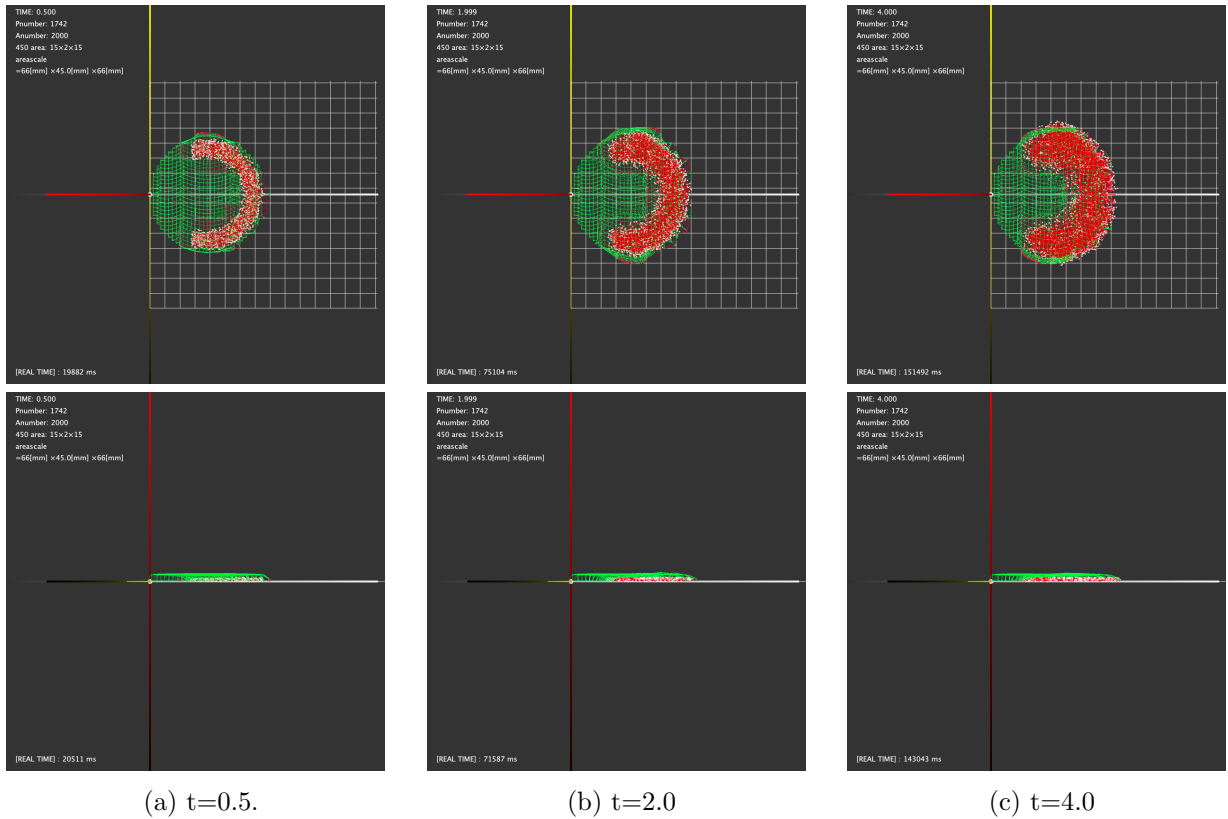 TIME: 0.500
Pnumber: 1742
Anumber: 2000
450 area: 15×2×15
areascale
=66[mm] ×45.0[mm] ×66[mm]
[REAL TIME] : 19882 ms
TIME: 1.999
Pnumber: 1742
Anumber: 2000
450 area: 15×2×15
areascale
=66[mm] ×45.0[mm] ×66[mm]
[REAL TIME] : 75104 ms
TIME: 4.000
Pnumber: 1742
Anumber: 2000
450 area: 15×2×15
areascale
=66[mm] ×45.0[mm] ×66[mm]
[REAL TIME] : 151492 ms
TIME: 0.500
Pnumber: 1742
Anumber: 2000
450 area: 15×2×15
areascale
=66[mm] ×45.0[mm] ×66[mm]
[REAL TIME] : 20511 ms
TIME: 1.999
Pnumber: 1742
Anumber: 2000
450 area: 15×2×15
areascale
=66[mm] ×45.0[mm] ×66[mm]
[REAL TIME] : 71587 ms
TIME: 4.000
Pnumber: 1742
Anumber: 2000
450 area: 15×2×15
areascale
=66[mm] ×45.0[mm] ×66[mm]
[REAL TIME] : 143043 ms
(a) t=0.5.
(b) t=2.0
(c) t=4.0